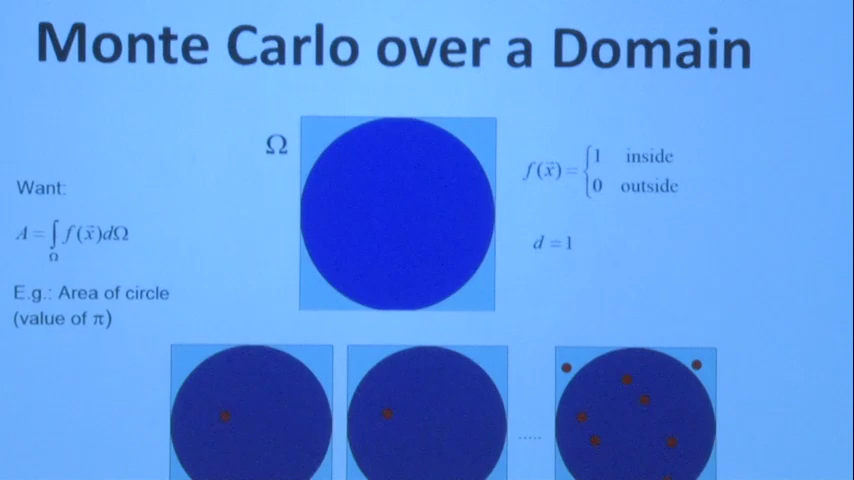 Monte Carlo over a Domain
Ω
f(x⃗) = { 1 inside
0 outside
Want:
A = ∫ f(x⃗)dΩ
Ω
d = 1
E.g.: Area of circle
(value of π)
.....